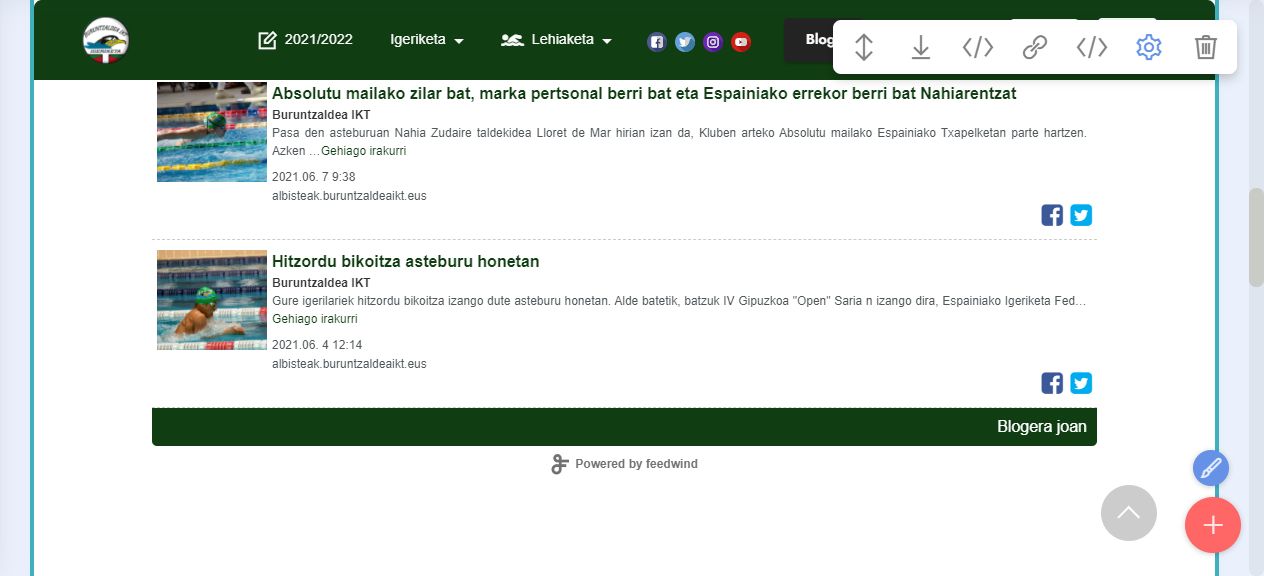 2021/2022
Igeriketa
Lehiaketa
Blog
Absolutu mailako zilar bat, marka pertsonal berri bat eta Espainiako errekor berri bat Nahiarentzat
Buruntzaldea IKT
Pasa den asteburuan Nahia Zudaire taldekidea Lloret de Mar hirian izan da, Kluben arteko Absolutu mailako Espainiako Txapelketan parte hartzen.
Azken …Gehiago irakurri
2021.06. 7 9:38
albisteak.buruntzaldeaikt.eus
Hitzordu bikoitza asteburu honetan
Buruntzaldea IKT
Gure igerilariek hitzordu bikoitza izango dute asteburu honetan. Alde batetik, batzuk IV Gipuzkoa "Open" Saria n izango dira, Espainiako Igeriketa Fed…
Gehiago irakurri
2021.06. 4 12:14
albisteak.buruntzaldeaikt.eus
Blogera joan
Powered by feedwind